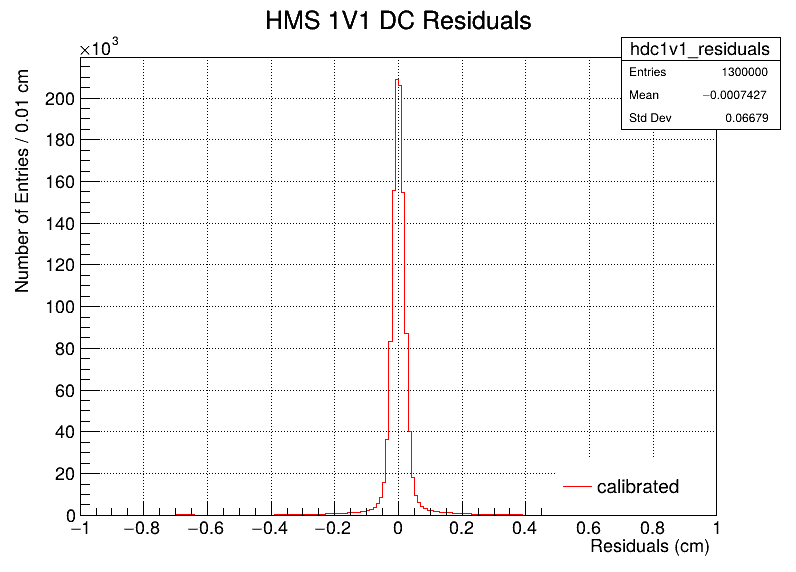 HMS 1V1 DC Residuals
×10³
hdc1v1_residuals
Entries 1300000
Mean −0.0007427
Std Dev 0.06679
Number of Entries / 0.01 cm
200
180
160
140
120
100
80
60
40
20
0
calibrated
−1 −0.8 −0.6 −0.4 −0.2 0 0.2 0.4 0.6 0.8 1
Residuals (cm)